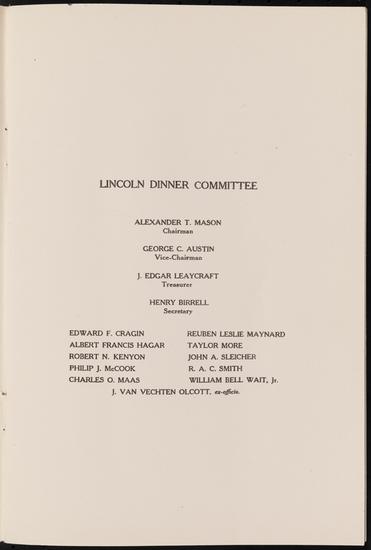 LINCOLN DINNER COMMITTEE
ALEXANDER T. MASON
Chairman
GEORGE C. AUSTIN
Vice-Chairman
J. EDGAR LEAYCRAFT
Treasurer
HENRY BIRRELL
Secretary
EDWARD F. CRAGIN REUBEN LESLIE MAYNARD
ALBERT FRANCIS HAGAR TAYLOR MORE
ROBERT N. KENYON JOHN A. SLEICHER
PHILIP J. McCOOK R. A. C. SMITH
CHARLES O. MAAS WILLIAM BELL WAIT, Jr.
J. VAN VECHTEN OLCOTT, ex-officio.